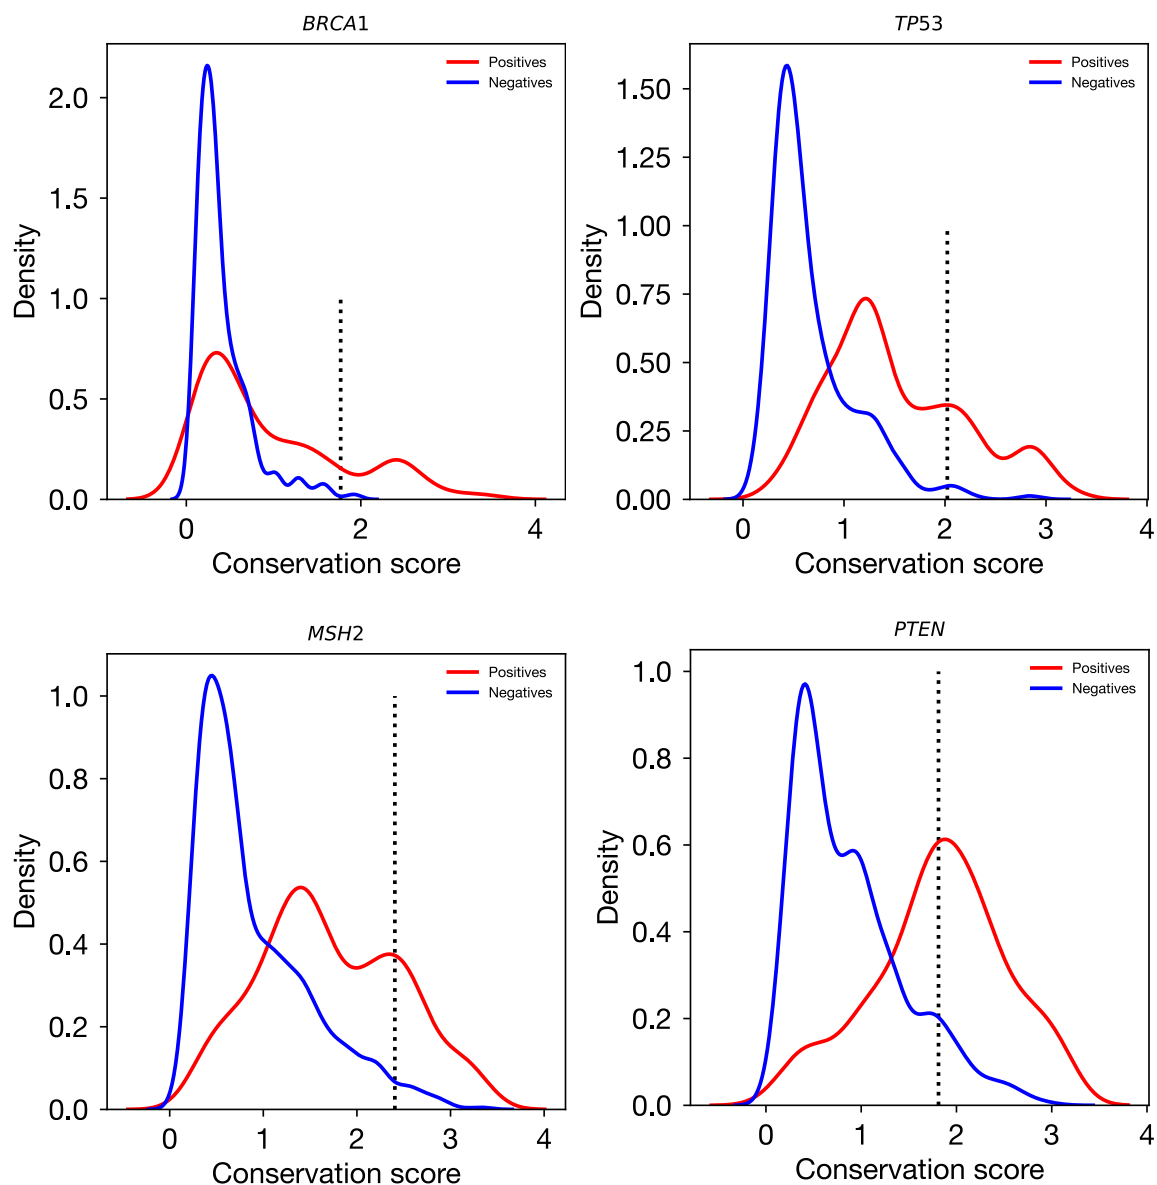 BRCA1
Positives
Negatives
Density
2.0
1.5
1.0
0.5
0.0
0
2
4
Conservation score
TP53
Positives
Negatives
Density
1.50
1.25
1.00
0.75
0.50
0.25
0.00
0
1
2
3
4
Conservation score
MSH2
Positives
Negatives
Density
1.0
0.8
0.6
0.4
0.2
0.0
0
1
2
3
4
Conservation score
PTEN
Positives
Negatives
Density
1.0
0.8
0.6
0.4
0.2
0.0
0
1
2
3
4
Conservation score